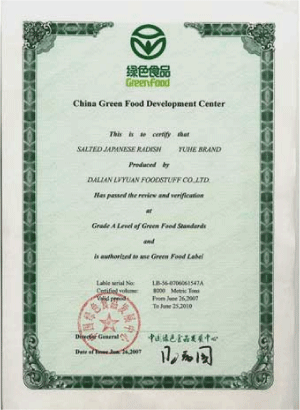 绿色食品
GreenFood
China Green Food Development Center
This is to certify that
SALTED JAPANESE RADISH YUHE BRAND
Produced by
DALIAN LVYUAN FOODSTUFF CO.,LTD.
Has passed the review and verification
at
Grade A Level of Green Food Standards
and
is authorized to use Green Food Label
Lable serial No: LB-56-0706061547A
Certified volume: 8000 Metric Tons
Valid period: From June 26,2007
To June 25,2010
Director General 中国绿色食品发展中心
Date of Issue Jun.26,2007